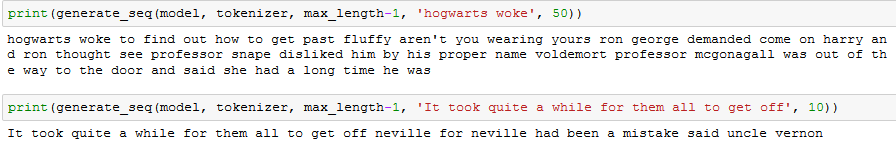 print(generate_seq(model, tokenizer, max_length-1, 'hogwarts woke', 50))
hogwarts woke to find out how to get past fluffy aren't you wearing yours ron george demanded come on harry an
d ron thought see professor snape disliked him by his proper name voldemort professor mcgonagall was out of th
e way to the door and said she had a long time he was
print(generate_seq(model, tokenizer, max_length-1, 'It took quite a while for them all to get off', 10))
It took quite a while for them all to get off neville for neville had been a mistake said uncle vernon